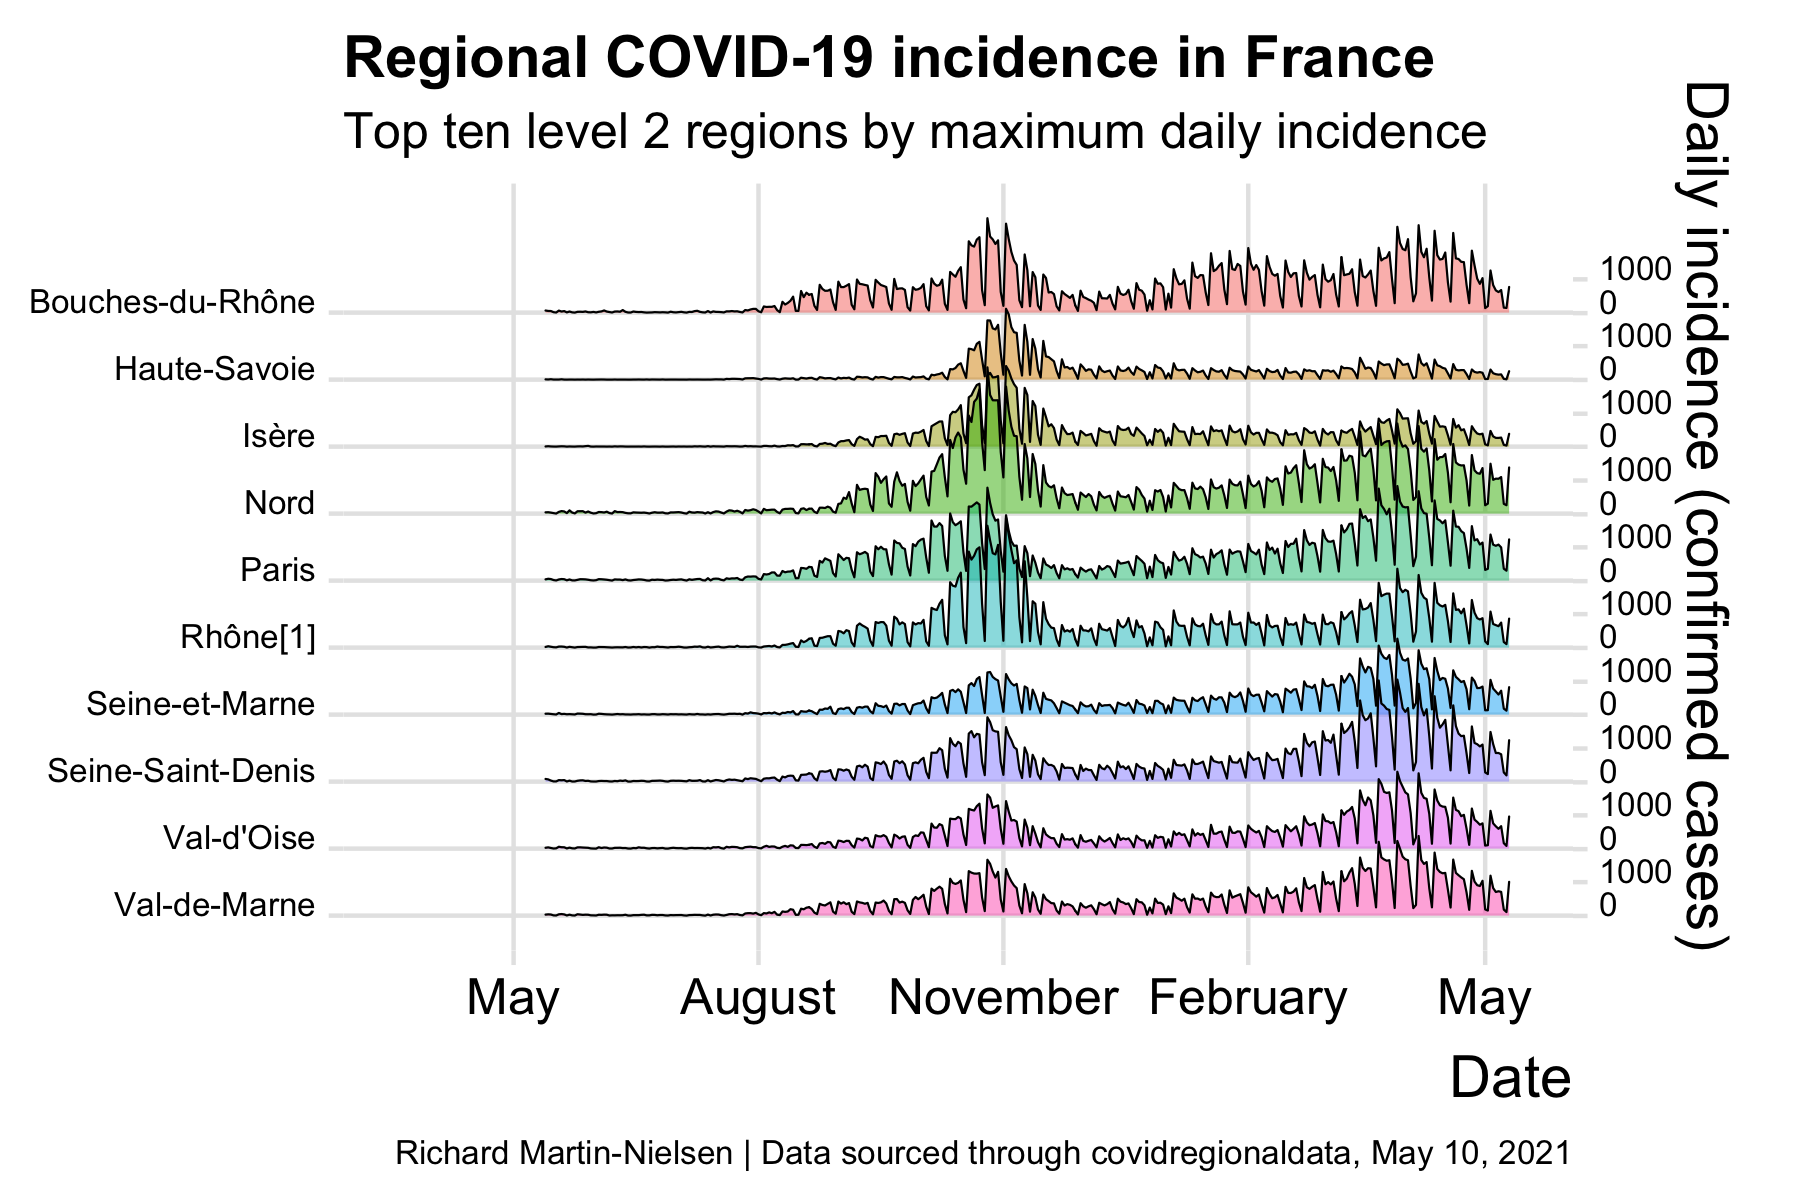 Regional COVID-19 incidence in France
Top ten level 2 regions by maximum daily incidence
Daily incidence (confirmed cases)
Bouches-du-Rhône
1000
0
Haute-Savoie
1000
0
Isère
1000
0
Nord
1000
0
Paris
1000
0
Rhône[1]
1000
0
Seine-et-Marne
1000
0
Seine-Saint-Denis
1000
0
Val-d'Oise
1000
0
Val-de-Marne
1000
0
May August November February May
Date
Richard Martin-Nielsen | Data sourced through covidregionaldata, May 10, 2021